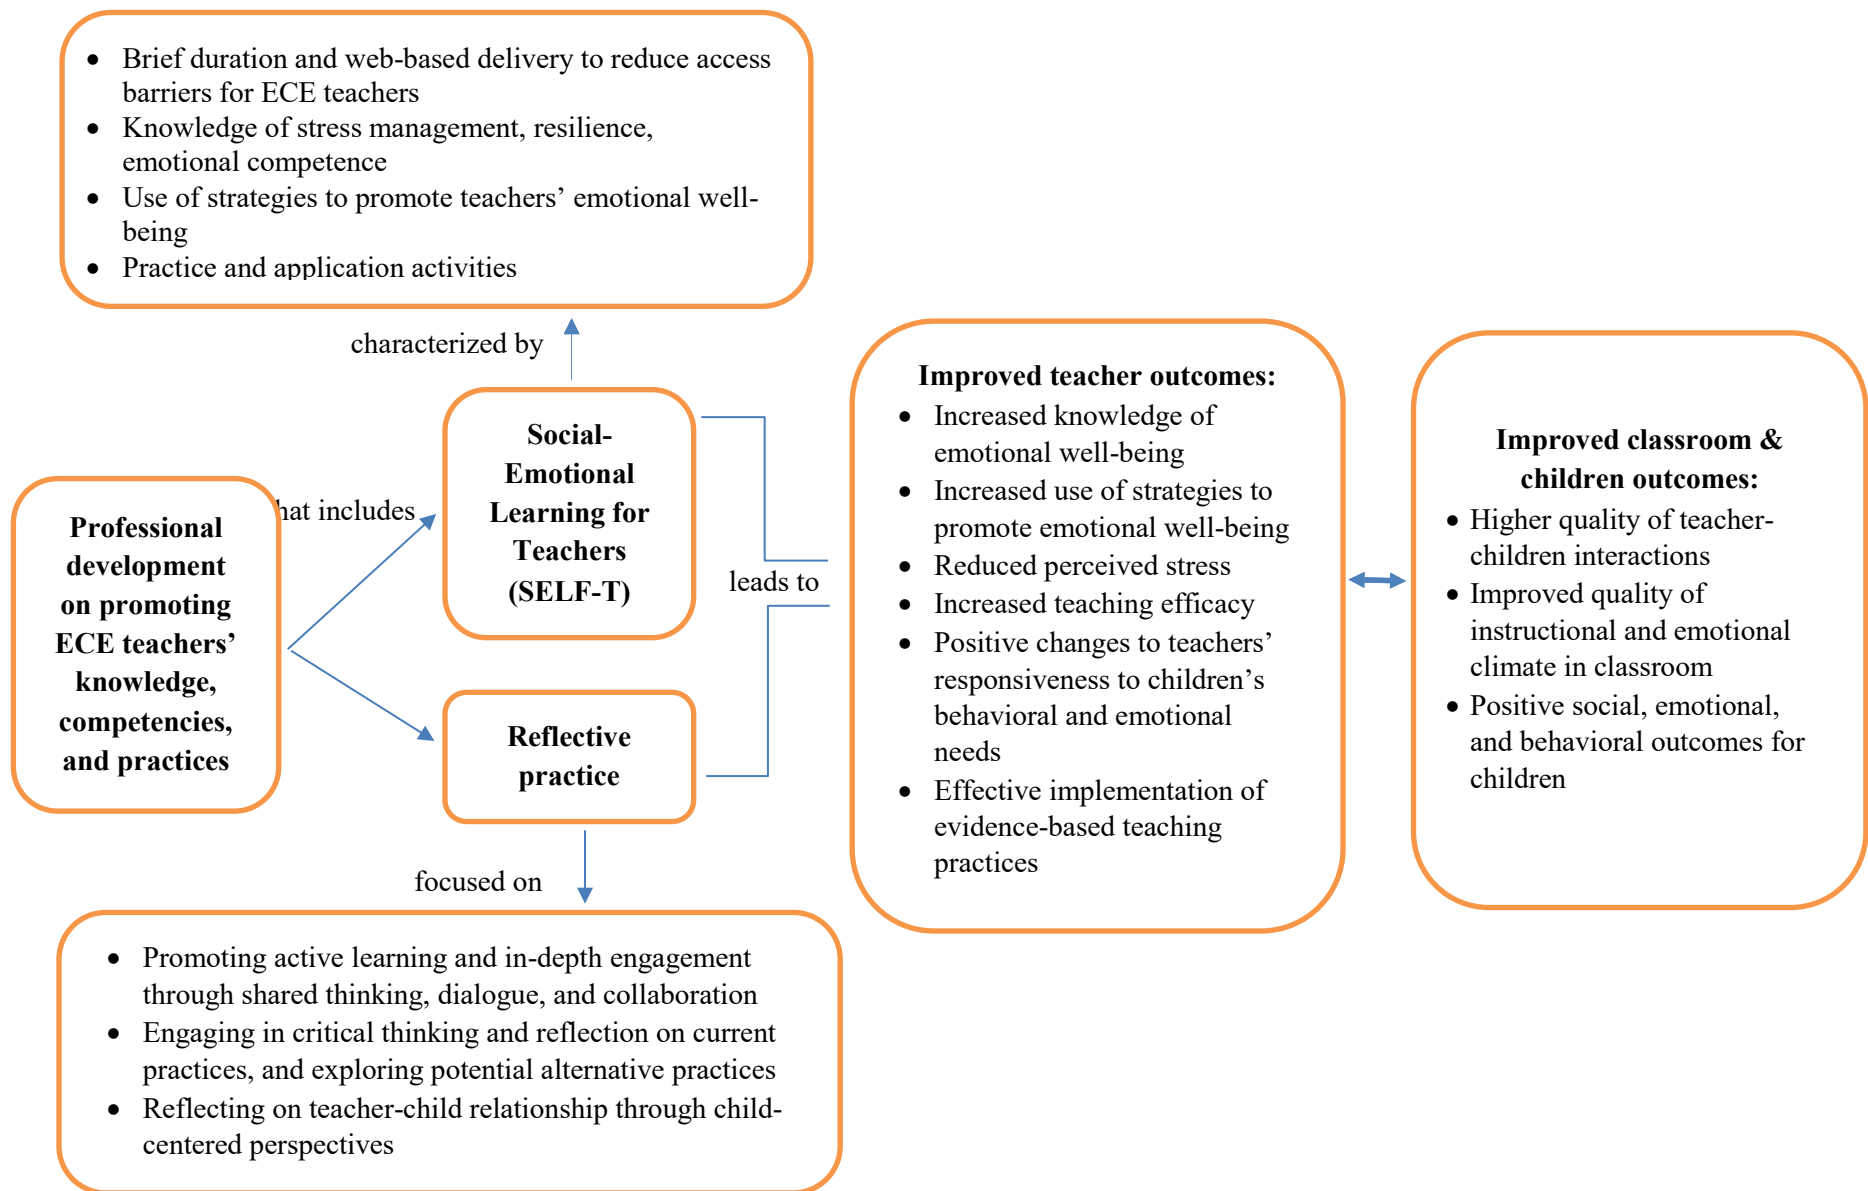 • Brief duration and web-based delivery to reduce access
barriers for ECE teachers
• Knowledge of stress management, resilience,
emotional competence
• Use of strategies to promote teachers’ emotional well-
being
• Practice and application activities
characterized by
Social-
Emotional
Learning for
Teachers
(SELF-T)
hat includes
Professional
development
on promoting
ECE teachers’
knowledge,
competencies,
and practices
Reflective
practice
leads to
focused on
• Promoting active learning and in-depth engagement
through shared thinking, dialogue, and collaboration
• Engaging in critical thinking and reflection on current
practices, and exploring potential alternative practices
• Reflecting on teacher-child relationship through child-
centered perspectives
Improved teacher outcomes:
• Increased knowledge of
emotional well-being
• Increased use of strategies to
promote emotional well-being
• Reduced perceived stress
• Increased teaching efficacy
• Positive changes to teachers’
responsiveness to children’s
behavioral and emotional
needs
• Effective implementation of
evidence-based teaching
practices
Improved classroom &
children outcomes:
• Higher quality of teacher-
children interactions
• Improved quality of
instructional and emotional
climate in classroom
• Positive social, emotional,
and behavioral outcomes for
children